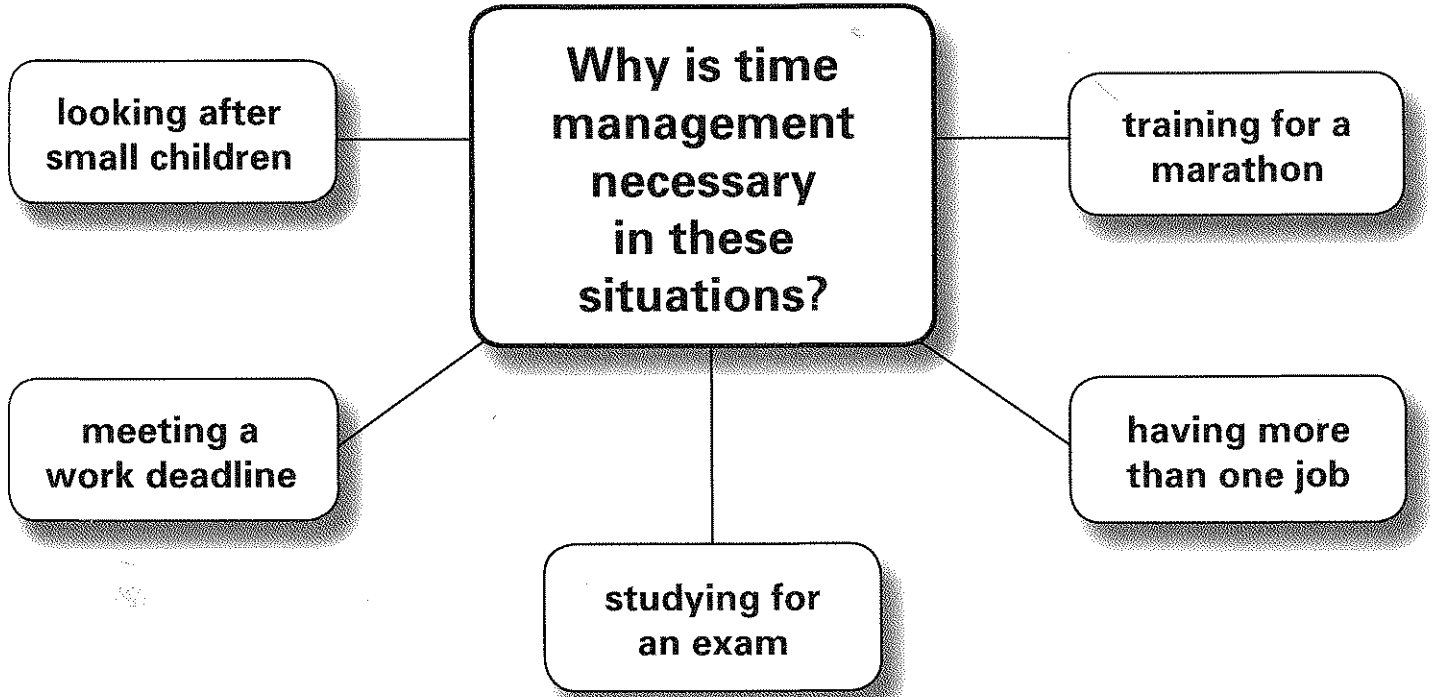 Why is time
management
necessary
in these
situations?
looking after
small children
training for a
marathon
meeting a
work deadline
having more
than one job
studying for
an exam